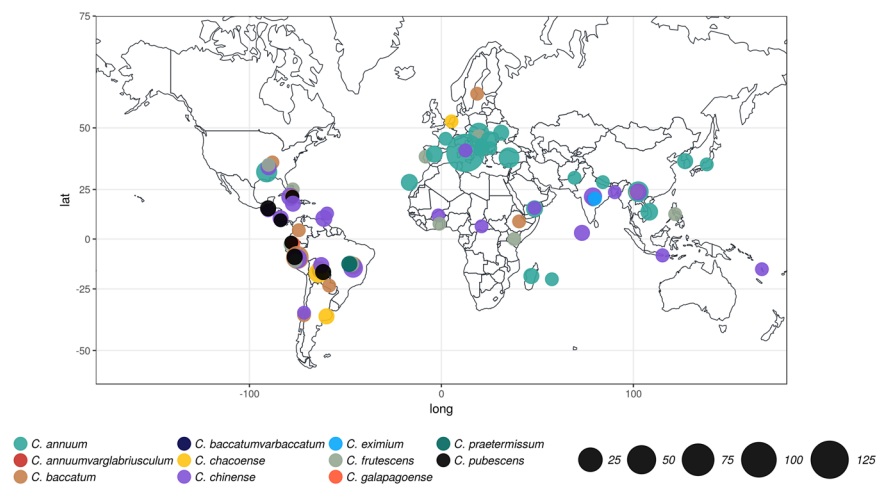 75
50
25
0
-25
-50
lat
-100
0
100
long
C. annuum
C. baccatumvarbaccatum
C. eximium
C. praetermissum
C. annuumvarglabriusculum
C. chacoense
C. frutescens
C. pubescens
C. baccatum
C. chinense
C. galapagoense
25
50
75
100
125